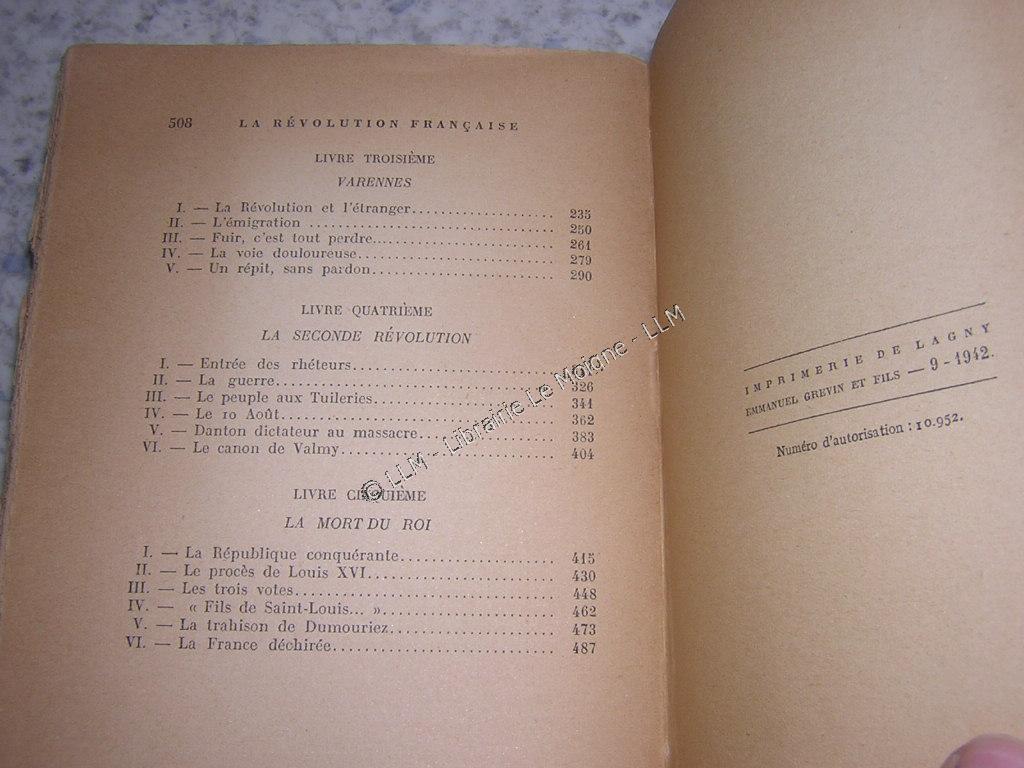 508 LA RÉVOLUTION FRANÇAISE
LIVRE TROISIÈME
VARENNES
I. — La Révolution et l'étranger.................. 235
II. — L'émigration .............................. 250
III. — Fuir, c'est tout perdre...................... 261
IV. — La voie douloureuse........................ 279
V. — Un répit, sans pardon...................... 290
LIVRE QUATRIÈME
LA SECONDE RÉVOLUTION
I. — Entrée des rhéteurs........................
II. — La guerre.................................. 326
III. — Le peuple aux Tuileries..................... 341
IV. — Le 10 Août................................ 362
V. — Danton dictateur au massacre................ 383
VI. — Le canon de Valmy........................ 404
LIVRE CINQUIÈME
LA MORT DU ROI
I. — La République conquérante.................. 415
II. — Le procès de Louis XVI..................... 430
III. — Les trois votes............................ 448
IV. — « Fils de Saint-Louis... »................... 462
V. — La trahison de Dumouriez.................. 473
VI. — La France déchirée........................ 487
IMPRIMERIE DE LAGNY
EMMANUEL GREVIN ET FILS — 9-1942.
Numéro d'autorisation : 10.952.
© LLM - Librairie Le Moigne - LLM